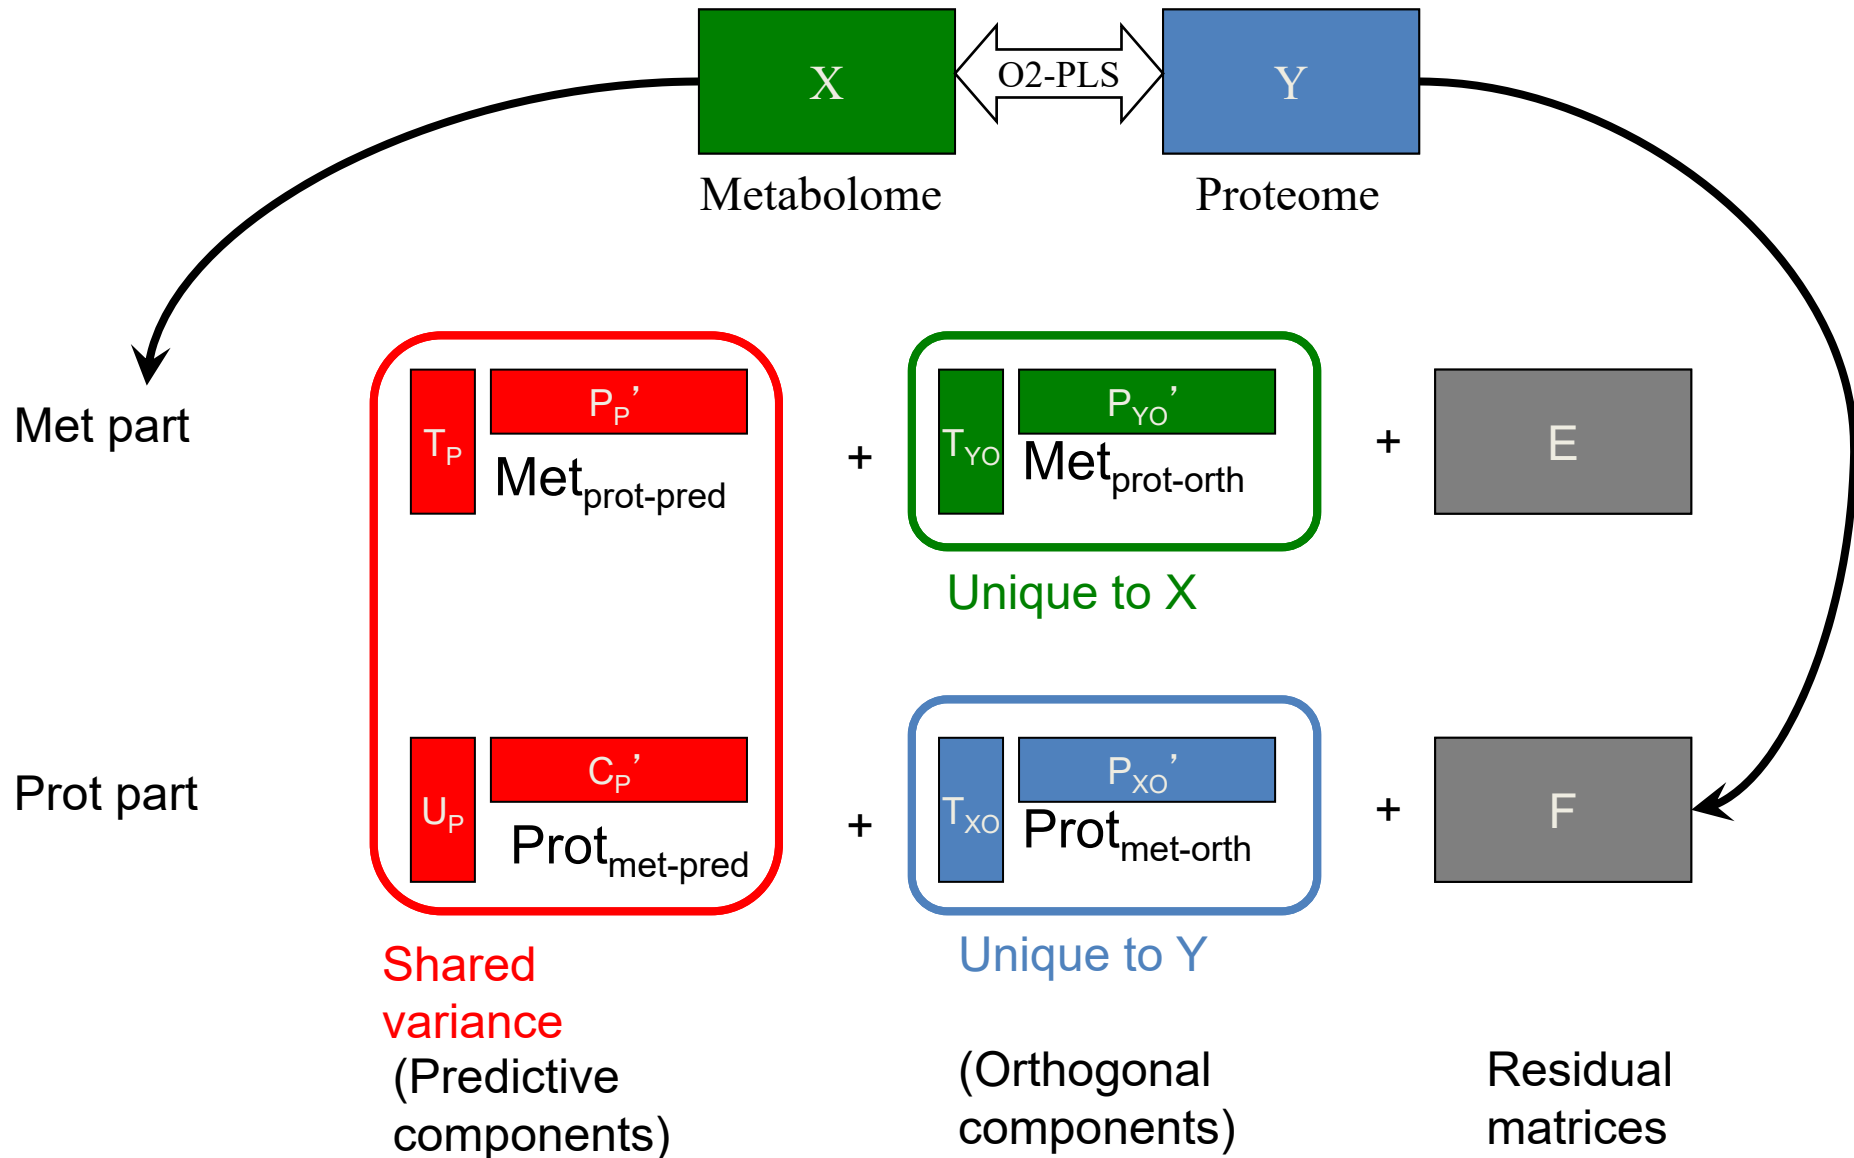 X
O2-PLS
Y
Metabolome
Proteome
Met part
TP
PP’
Metprot-pred
+
TYO
PYO’
Metprot-orth
+
E
Unique to X
Prot part
UP
CP’
Protmet-pred
+
TXO
PXO’
Protmet-orth
+
F
Shared
variance
(Predictive
components)
Unique to Y
(Orthogonal
components)
Residual
matrices